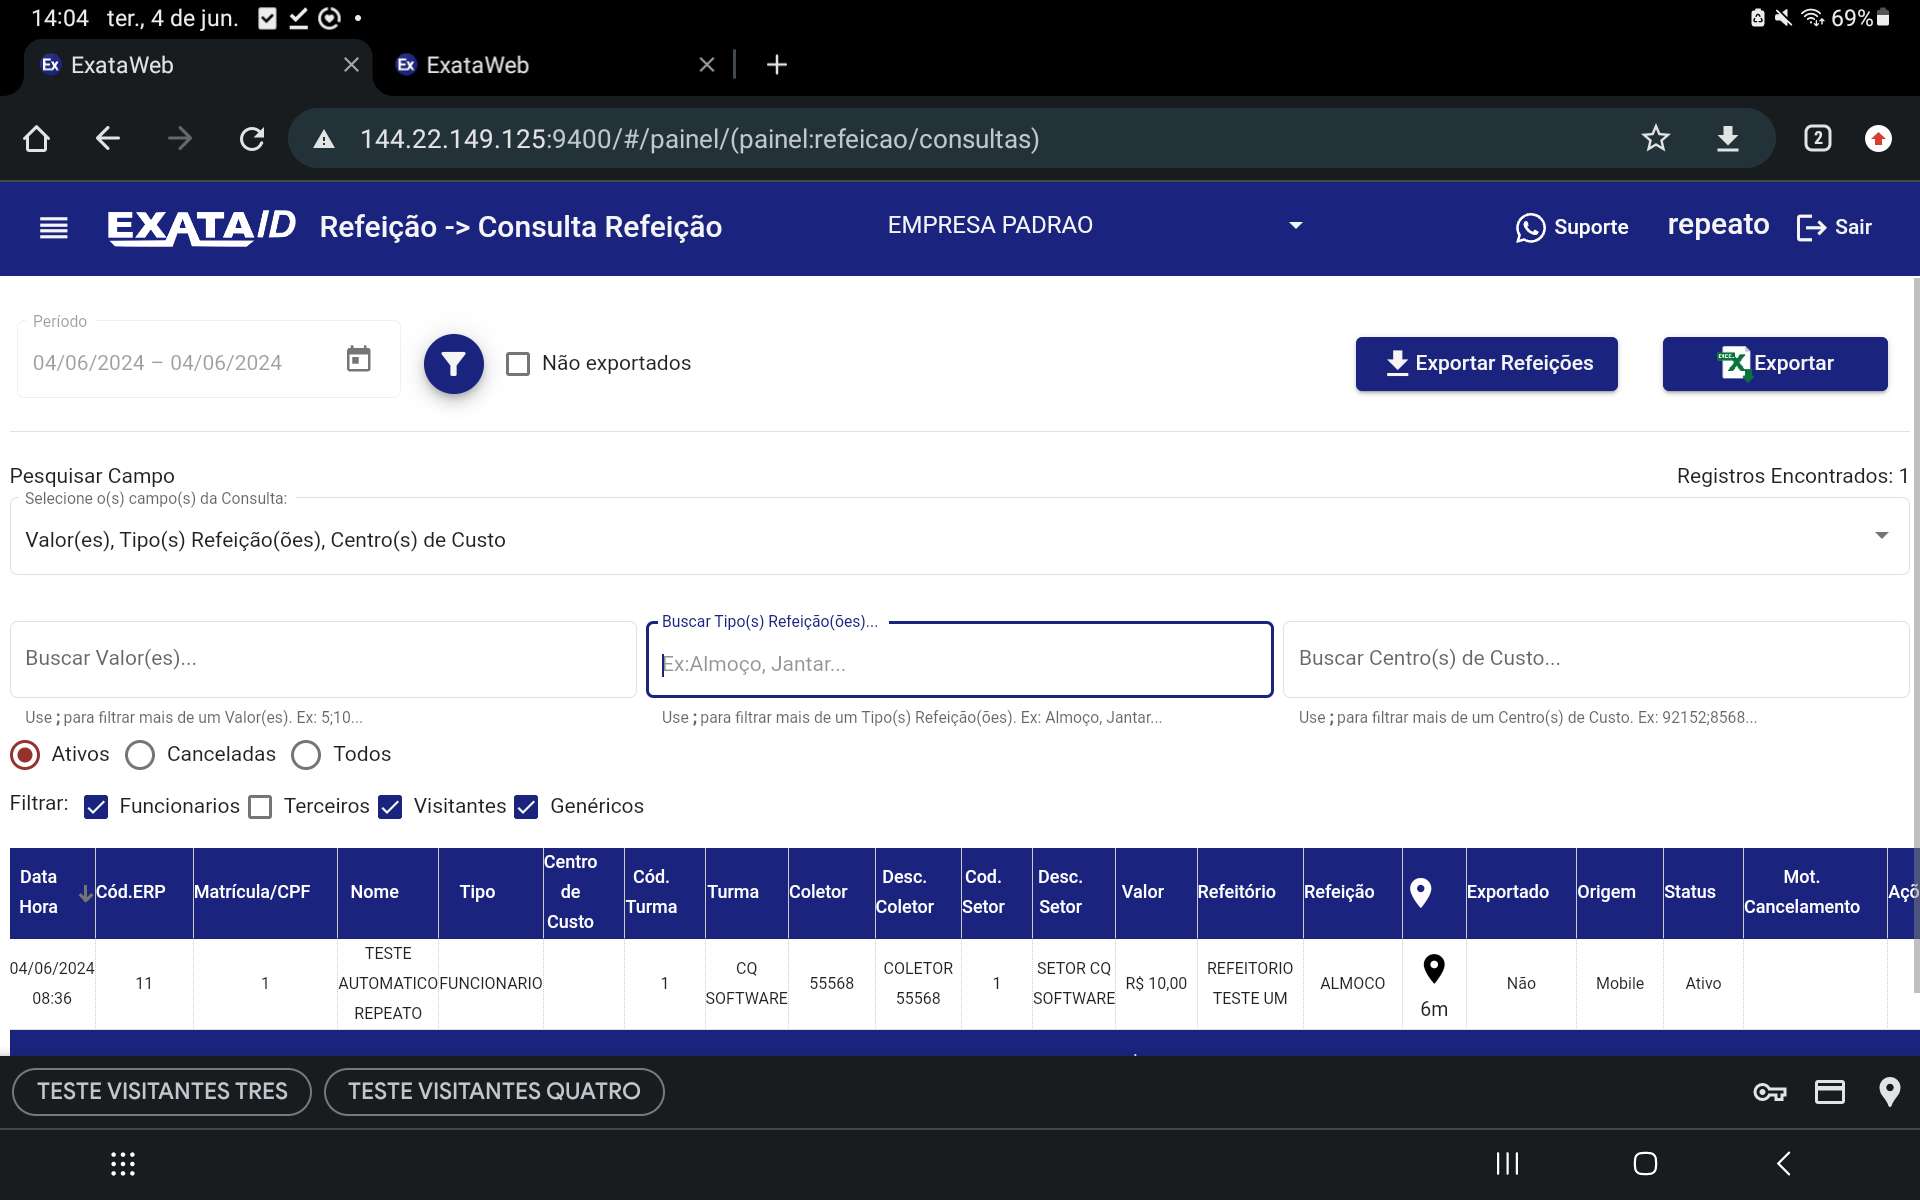 14:04 ter., 4 de jun.
69%
Ex ExataWeb
Ex ExataWeb
144.22.149.125:9400/#/painel/(painel:refeicao/consultas)
2
EXATA/D Refeição -> Consulta Refeição
EMPRESA PADRAO
Suporte
repeato
Sair
Período
04/06/2024 – 04/06/2024
Não exportados
Exportar Refeições
Exportar
Pesquisar Campo
Registros Encontrados: 1
Selecione o(s) campo(s) da Consulta:
Valor(es), Tipo(s) Refeição(ões), Centro(s) de Custo
Buscar Valor(es)...
Buscar Tipo(s) Refeição(ões)...
Ex:Almoço, Jantar...
Buscar Centro(s) de Custo...
Use ; para filtrar mais de um Valor(es). Ex: 5;10...
Use ; para filtrar mais de um Tipo(s) Refeição(ões). Ex: Almoço, Jantar...
Use ; para filtrar mais de um Centro(s) de Custo. Ex: 92152;8568...
Ativos Canceladas Todos
Filtrar: Funcionarios Terceiros Visitantes Genéricos
Data Hora
Cód.ERP
Matrícula/CPF
Nome
Tipo
Centro de Custo
Cód. Turma
Turma
Coletor
Desc. Coletor
Cod. Setor
Desc. Setor
Valor
Refeitório
Refeição
Exportado
Origem
Status
Mot. Cancelamento
Açõ
04/06/2024 08:36
11
1
TESTE AUTOMATICO REPEATO
FUNCIONARIO
1
CQ SOFTWARE
55568
COLETOR 55568
1
SETOR CQ SOFTWARE
R$ 10,00
REFEITORIO TESTE UM
ALMOCO
6m
Não
Mobile
Ativo
TESTE VISITANTES TRES
TESTE VISITANTES QUATRO